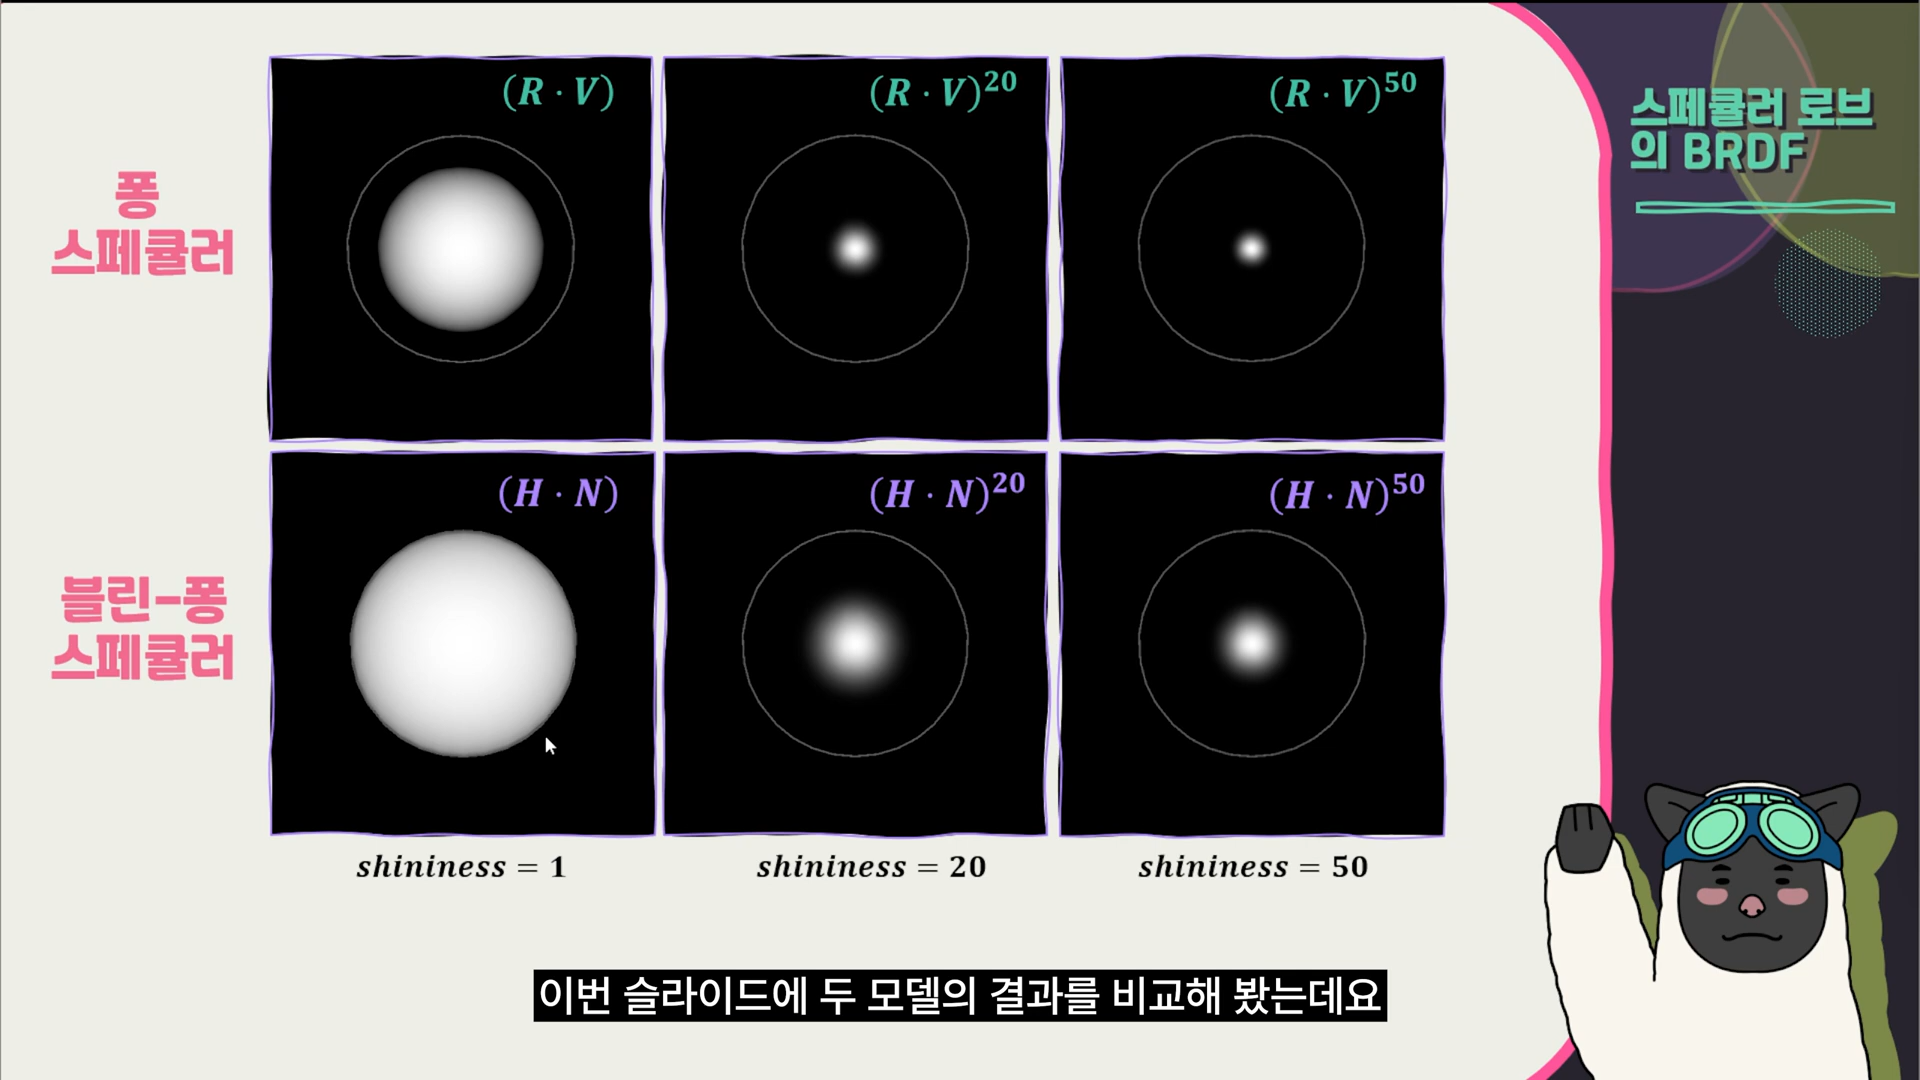 스페큘러 로브
의 BRDF
퐁
스페큘러
(R · V)
(R · V)^20
(R · V)^50
블린-퐁
스페큘러
(H · N)
(H · N)^20
(H · N)^50
shininess = 1
shininess = 20
shininess = 50
이번 슬라이드에 두 모델의 결과를 비교해 봤는데요